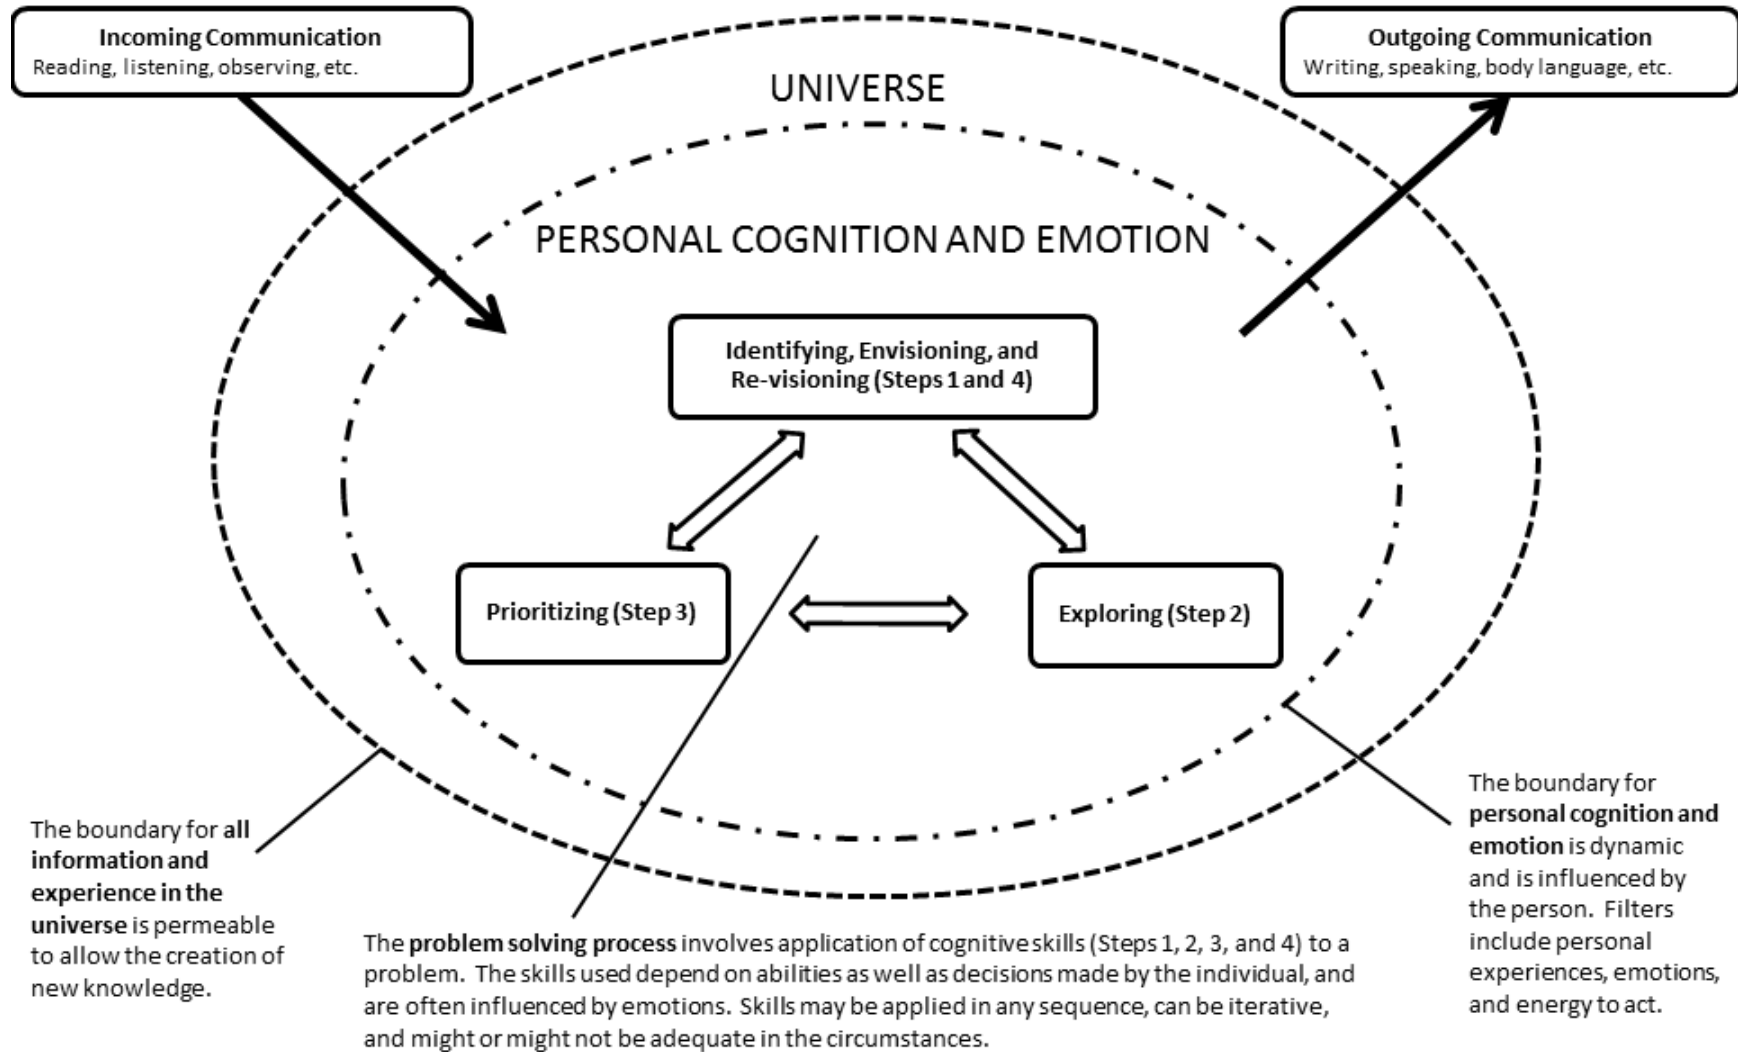 Incoming Communication
Reading, listening, observing, etc.
Outgoing Communication
Writing, speaking, body language, etc.
UNIVERSE
PERSONAL COGNITION AND EMOTION
Identifying, Envisioning, and
Re-visioning (Steps 1 and 4)
Prioritizing (Step 3)
Exploring (Step 2)
The boundary for all
information and
experience in the
universe is permeable
to allow the creation of
new knowledge.
The problem solving process involves application of cognitive skills (Steps 1, 2, 3, and 4) to a
problem. The skills used depend on abilities as well as decisions made by the individual, and
are often influenced by emotions. Skills may be applied in any sequence, can be iterative,
and might or might not be adequate in the circumstances.
The boundary for
personal cognition and
emotion is dynamic
and is influenced by
the person. Filters
include personal
experiences, emotions,
and energy to act.